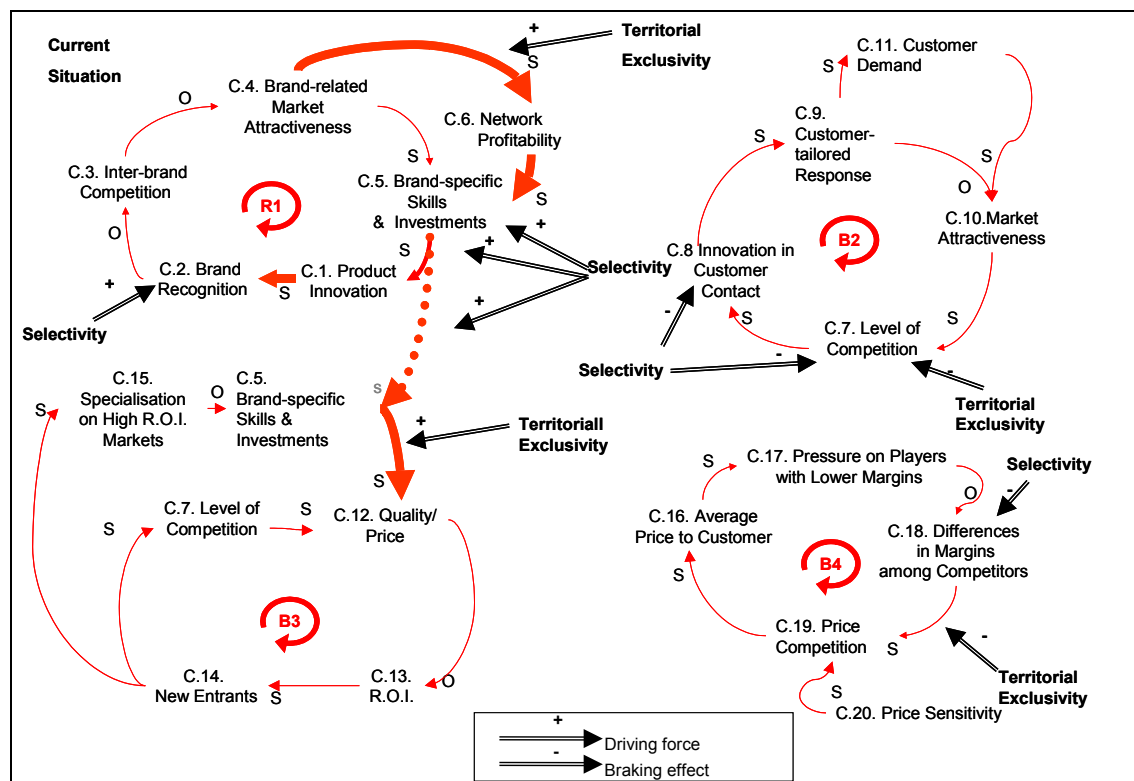 Current
Situation
+
Territorial
Exclusivity
S
C.4. Brand-related
Market
Attractiveness
O
C.6. Network
Profitability
C.3. Inter-brand
Competition
S
C.5. Brand-specific
Skills
& Investments
S
R1
O
S
+
+
C.2. Brand
Recognition
S
C.1. Product
Innovation
+
Selectivity
+
Selectivity
C.11. Customer
Demand
S
C.9.
Customer-
tailored
Response
S
S
O
C.10.Market
Attractiveness
B2
C.8 Innovation in
Customer
Contact
-
S
S
C.7. Level of
Competition
-
Selectivity
-
Territorial
Exclusivity
C.15.
Specialisation
on High R.O.I.
Markets
S
O
C.5.
Brand-specific
Skills &
Investments
s
+
Territoriall
Exclusivity
S
C.7. Level of
Competition
S
S
C.12. Quality/
Price
B3
C.14.
New Entrants
S
C.13.
R.O.I.
O
C.17. Pressure on Players
with Lower Margins
S
O
Selectivity
-
C.16. Average
Price to Customer
C.18. Differences
in Margins
among Competitors
B4
S
C.19. Price
Competition
S
-
Territorial
Exclusivity
S
C.20. Price Sensitivity
+
Driving force
-
Braking effect